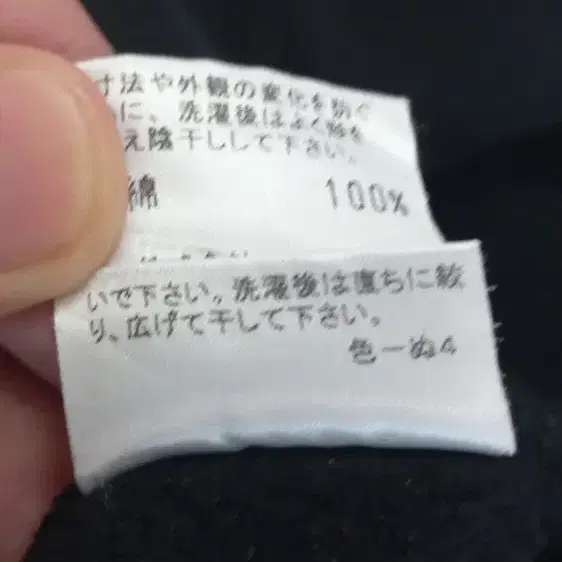 寸法や外観の変化を防ぐ
に、洗濯後はよく形を
え陰干しして下さい。
綿 100%
いで下さい。洗濯後は直ちに絞
り、広げて干して下さい。
色ーぬ4